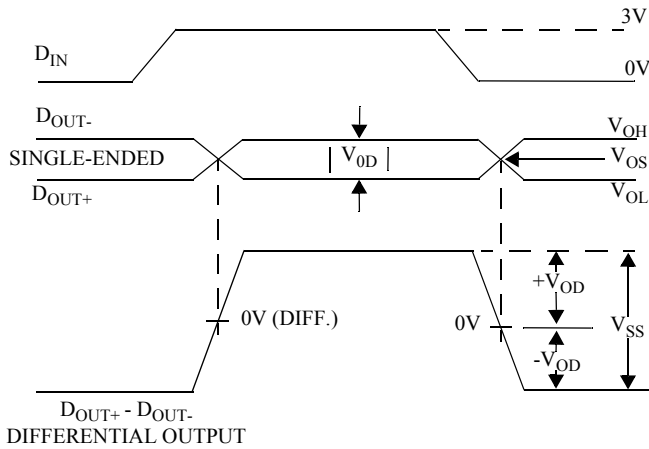 3V
D_IN
0V
D_OUT-
V_OH
SINGLE-ENDED
| V_0D |
V_OS
D_OUT+
V_OL
+V_OD
0V (DIFF.)
0V
V_SS
-V_OD
D_OUT+ - D_OUT-
DIFFERENTIAL OUTPUT